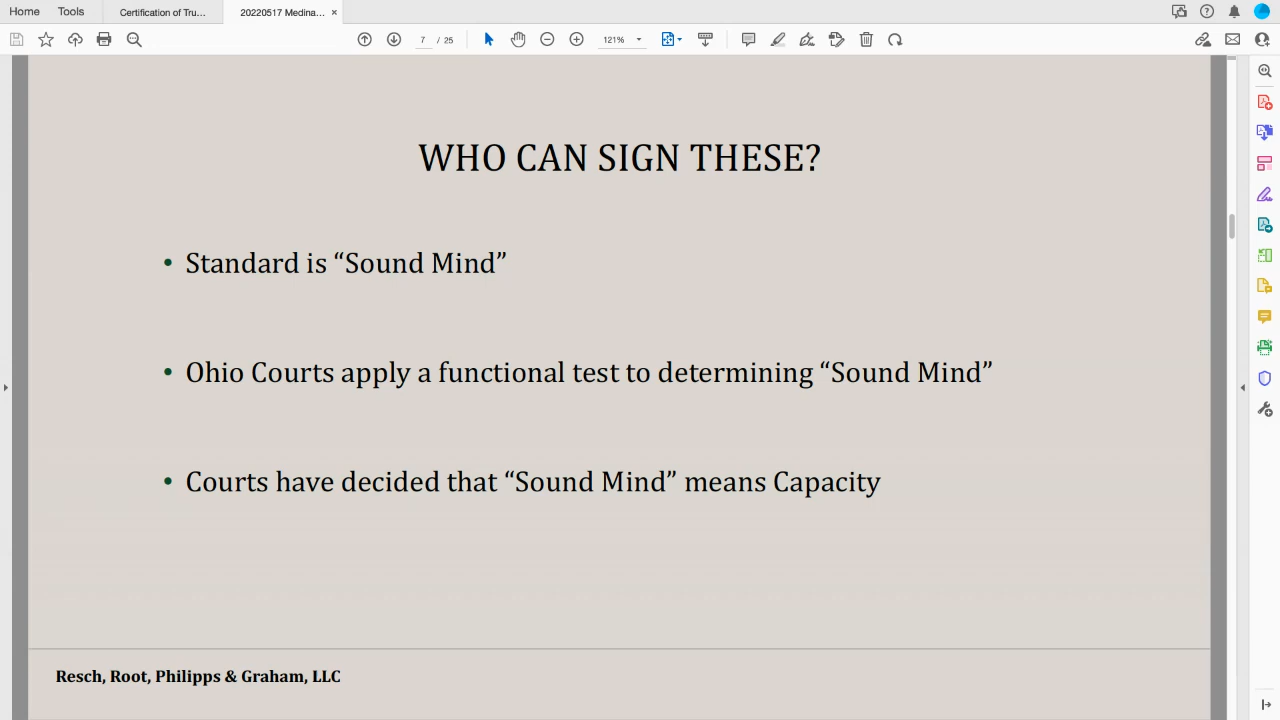 Home Tools Certification of Tru... 20220517 Medina... ×
7 / 25 121%
WHO CAN SIGN THESE?
• Standard is “Sound Mind”
• Ohio Courts apply a functional test to determining “Sound Mind”
• Courts have decided that “Sound Mind” means Capacity
Resch, Root, Philipps & Graham, LLC